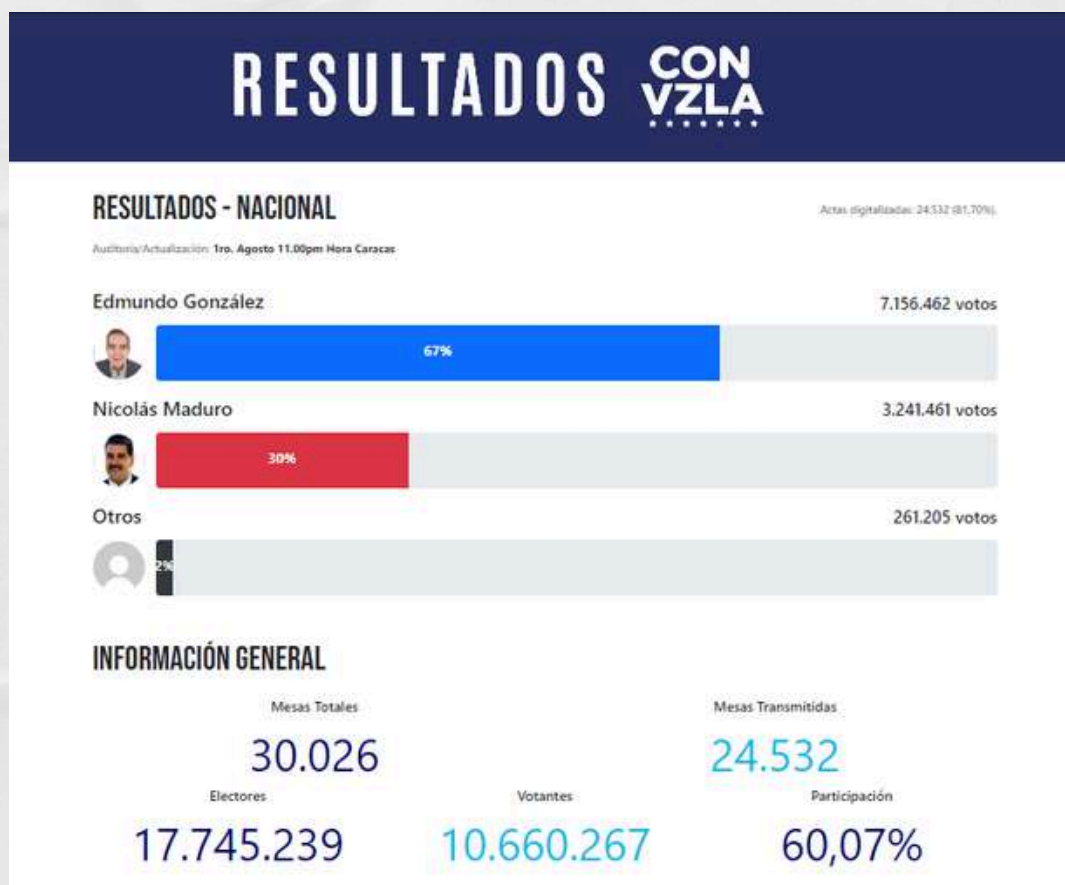 RESULTADOS CON
VZLA
RESULTADOS - NACIONAL
Actas digitalizadas: 24.532 (81,70%).
Auditoría/Actualización: 1ro. Agosto 11.00pm Hora Caracas
Edmundo González
7.156.462 votos
67%
Nicolás Maduro
3.241.461 votos
30%
Otros
261.205 votos
2%
INFORMACIÓN GENERAL
Mesas Totales
Mesas Transmitidas
30.026
24.532
Electores
Votantes
Participación
17.745.239
10.660.267
60,07%